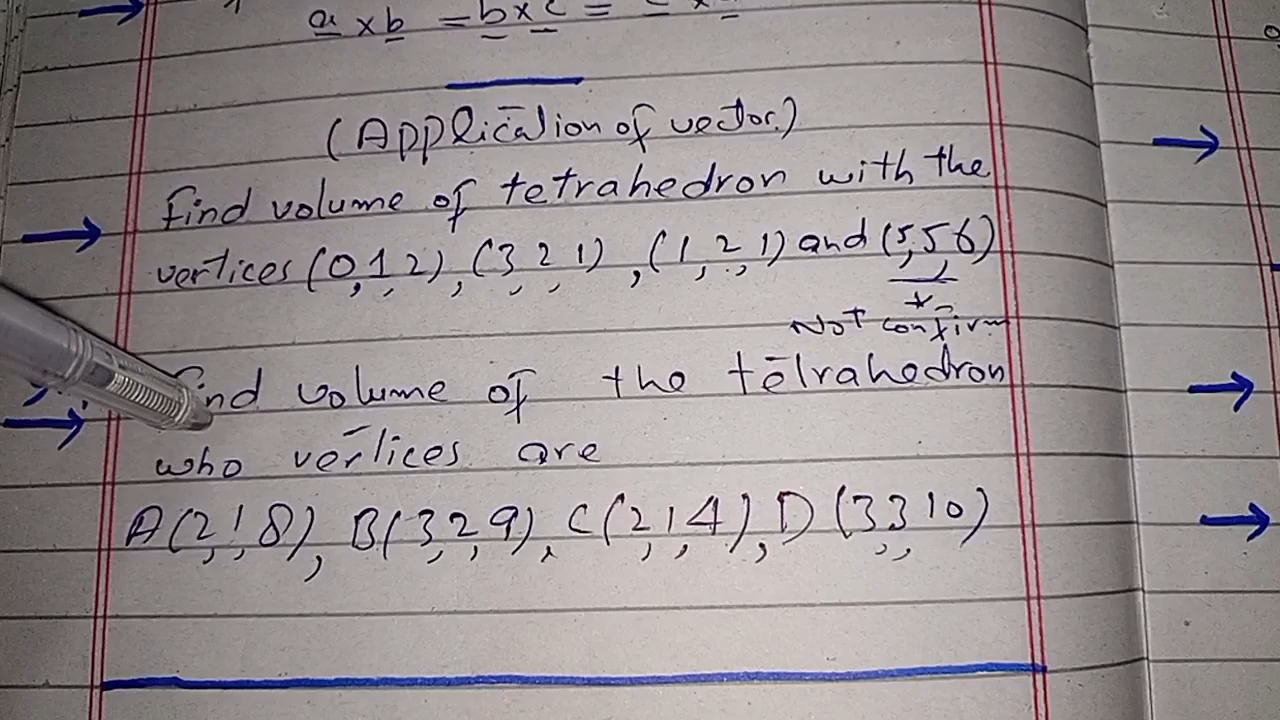 a × b = b × c =
(Application of vector.)
find volume of tetrahedron with the
vertices (0,1,2), (3,2,1), (1,2,1) and (5,5,6)
Not confirm
find volume of the tetrahedron
who vertices are
A(2,1,8), B(3,2,9), C(2,1,4), D(3,3,10)